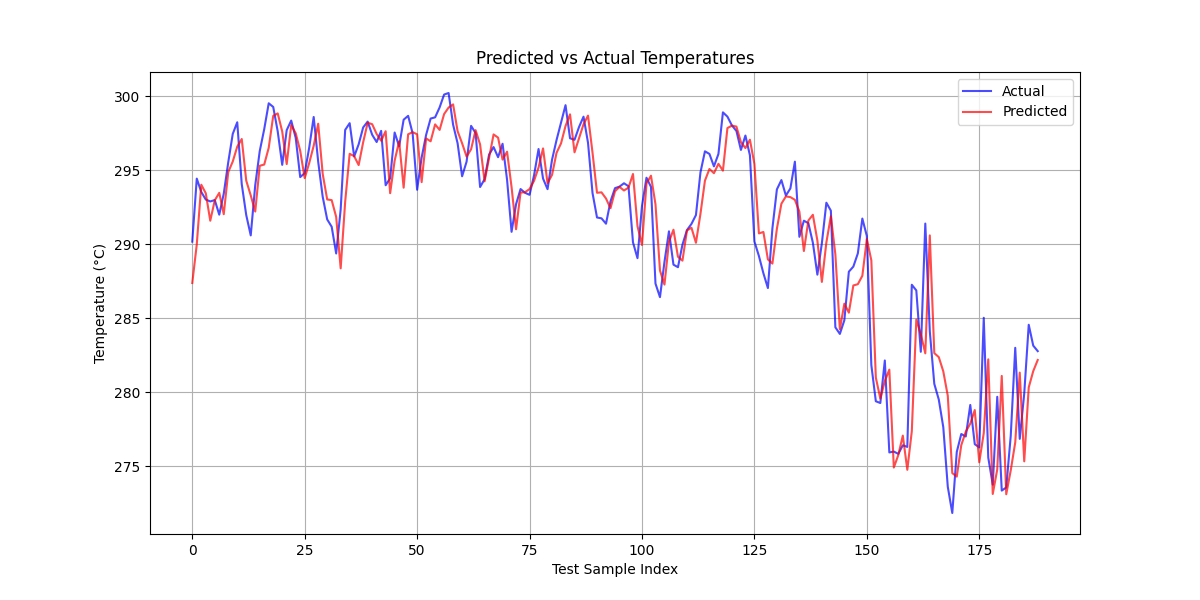 Predicted vs Actual Temperatures
Actual
Predicted
Temperature (°C)
300
295
290
285
280
275
0 25 50 75 100 125 150 175
Test Sample Index